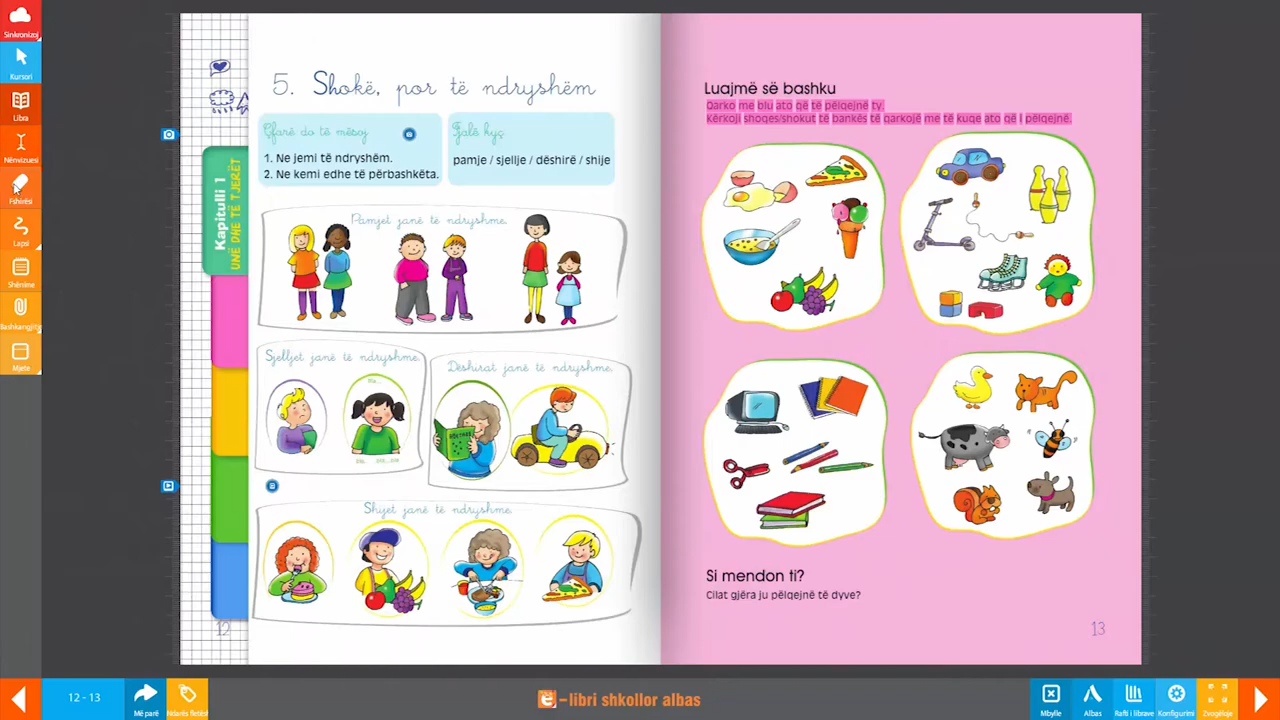 Sinkronizoj
Kursori
Libra
Nënvizuesi
Fshirësi
Lapsi
Shënime
Bashkangjitj
Mjete
Kapitulli 1
UNË DHE TË TJERËT
5. Shokë, por të ndryshëm
Çfarë do të mësoj
1. Ne jemi të ndryshëm.
2. Ne kemi edhe të përbashkëta.
Fjalë kyç
pamje / sjellje / dëshirë / shije
Pamjet janë të ndryshme.
Sjelljet janë të ndryshme.
Dëshirat janë të ndryshme.
Shijet janë të ndryshme.
12
Luajmë së bashku
Qarko me blu ato që të pëlqejnë ty,
kërkoji shoqes/shokut të bankës të qarkojë me të kuqe ato që i pëlqejnë.
Si mendon ti?
Cilat gjëra ju pëlqejnë të dyve?
13
12 - 13
Më parë
Ndarës fletësh
e-libri shkollor albas
Mbylle
Albas
Rafti i librave
Konfigurimi
Zvogëloje